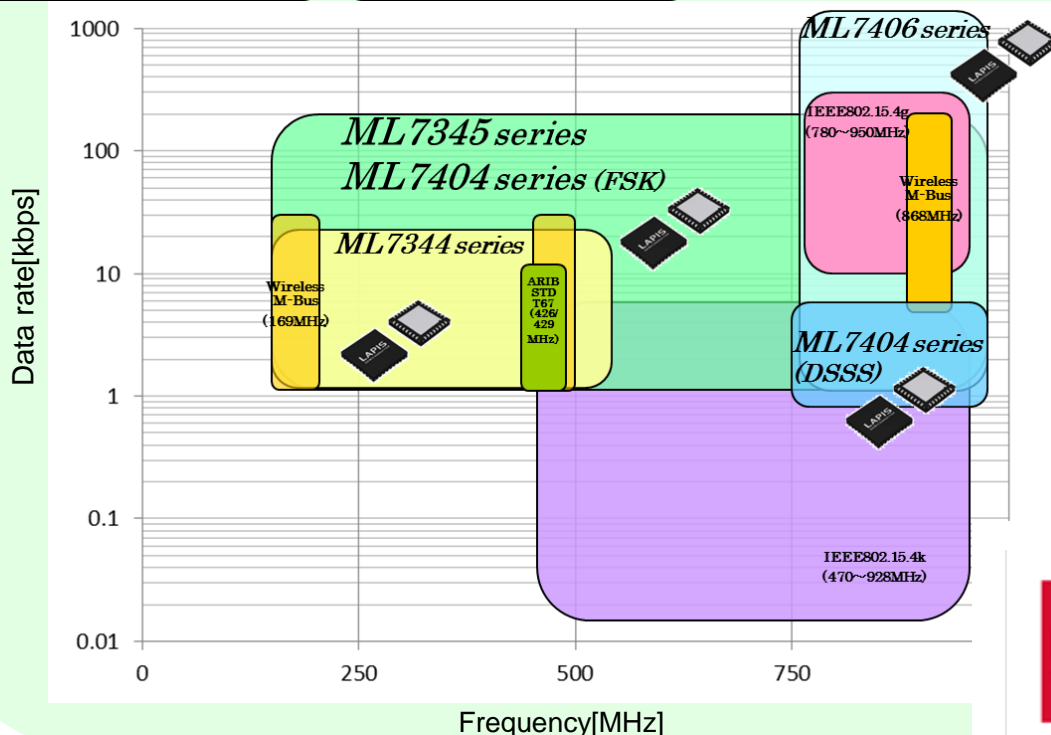 1000
100
10
1
0.1
0.01
Data rate[kbps]
ML7406 series
LAPIS
IEEE802.15.4g
(780～950MHz)
ML7345 series
ML7404 series (FSK)
LAPIS
Wireless
M-Bus
(868MHz)
ML7344 series
Wireless
M-Bus
(169MHz)
LAPIS
ARIB
STD
T67
(426/
429
MHz)
ML7404 series
(DSSS)
LAPIS
IEEE802.15.4k
(470～928MHz)
0
250
500
750
Frequency[MHz]